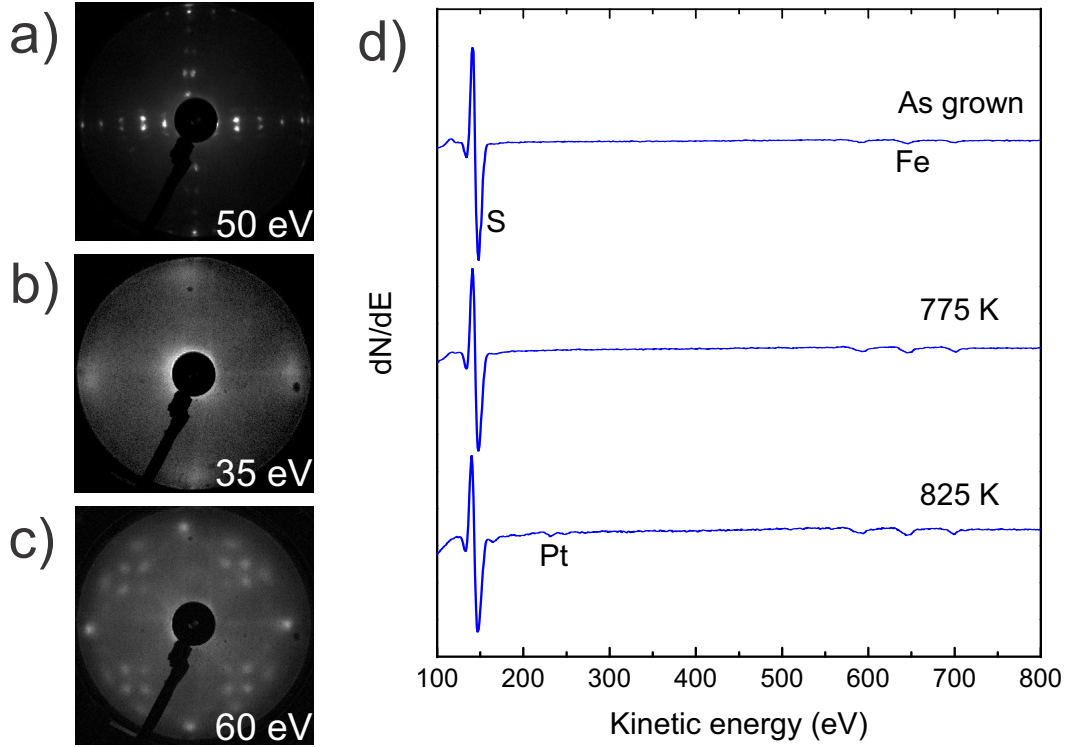 a)
50 eV
b)
35 eV
c)
60 eV
d)
As grown
Fe
S
775 K
825 K
Pt
dN/dE
100 200 300 400 500 600 700 800
Kinetic energy (eV)